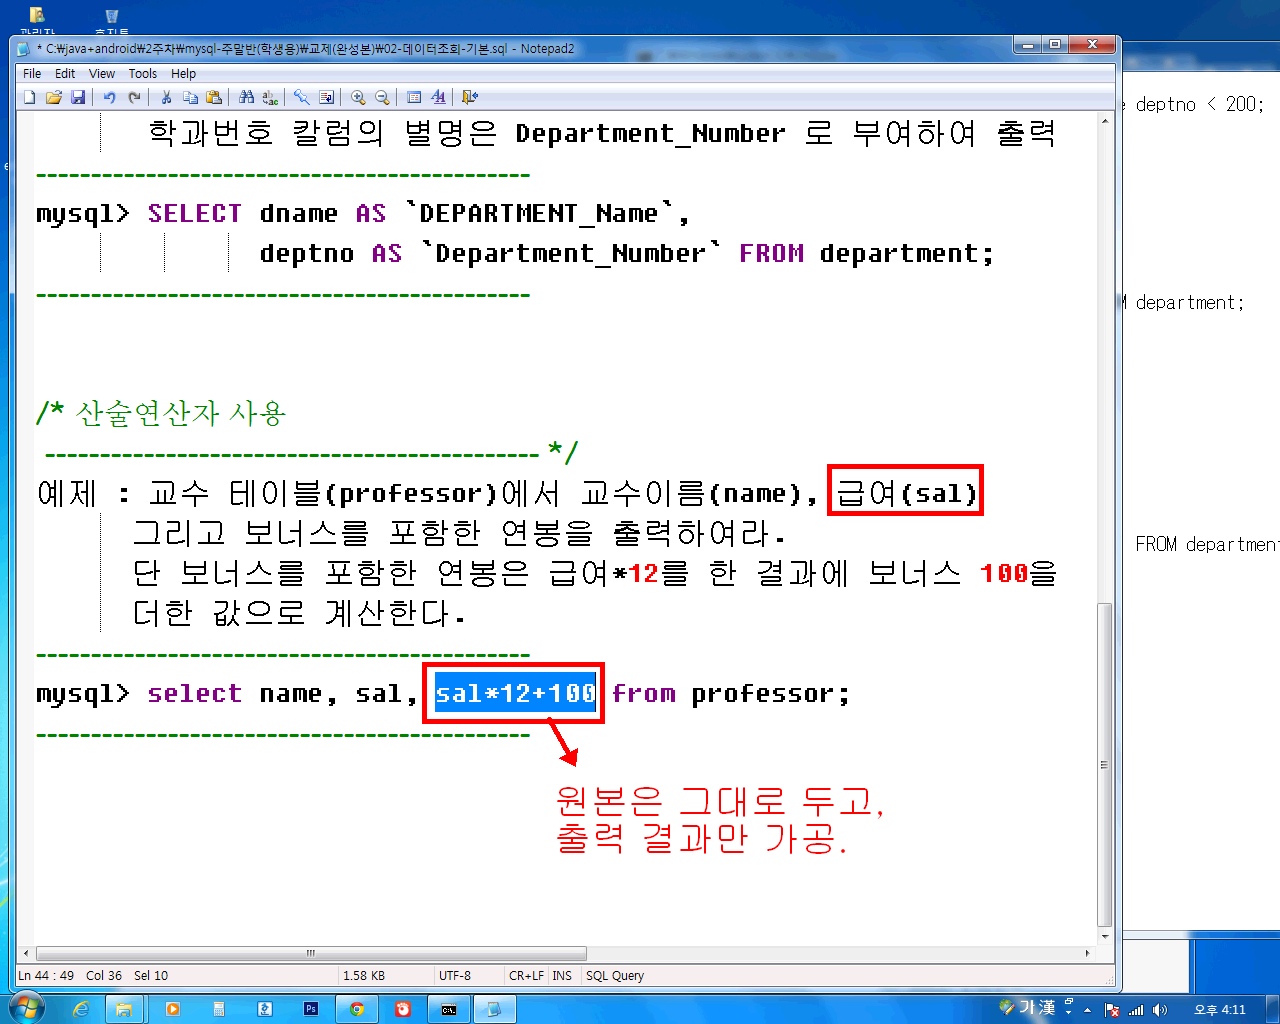 * C:\java+android\2주차\mysql-주말반(학생용)\교제(완성본)\02-데이터조회-기본.sql - Notepad2
File Edit View Tools Help
학과번호 칼럼의 별명은 Department_Number 로 부여하여 출력
---------------------------------------------
mysql> SELECT dname AS `DEPARTMENT_Name`,
deptno AS `Department_Number` FROM department;
---------------------------------------------
/* 산술연산자 사용
--------------------------------------------- */
예제 : 교수 테이블(professor)에서 교수이름(name), 급여(sal)
그리고 보너스를 포함한 연봉을 출력하여라.
단 보너스를 포함한 연봉은 급여*12를 한 결과에 보너스 100을
더한 값으로 계산한다.
---------------------------------------------
mysql> select name, sal, sal*12+100 from professor;
---------------------------------------------
원본은 그대로 두고,
출력 결과만 가공.
deptno < 200;
department;
FROM department
Ln 44 : 49 Col 36 Sel 10 1.58 KB UTF-8 CR+LF INS SQL Query
가 漢 오후 4:11